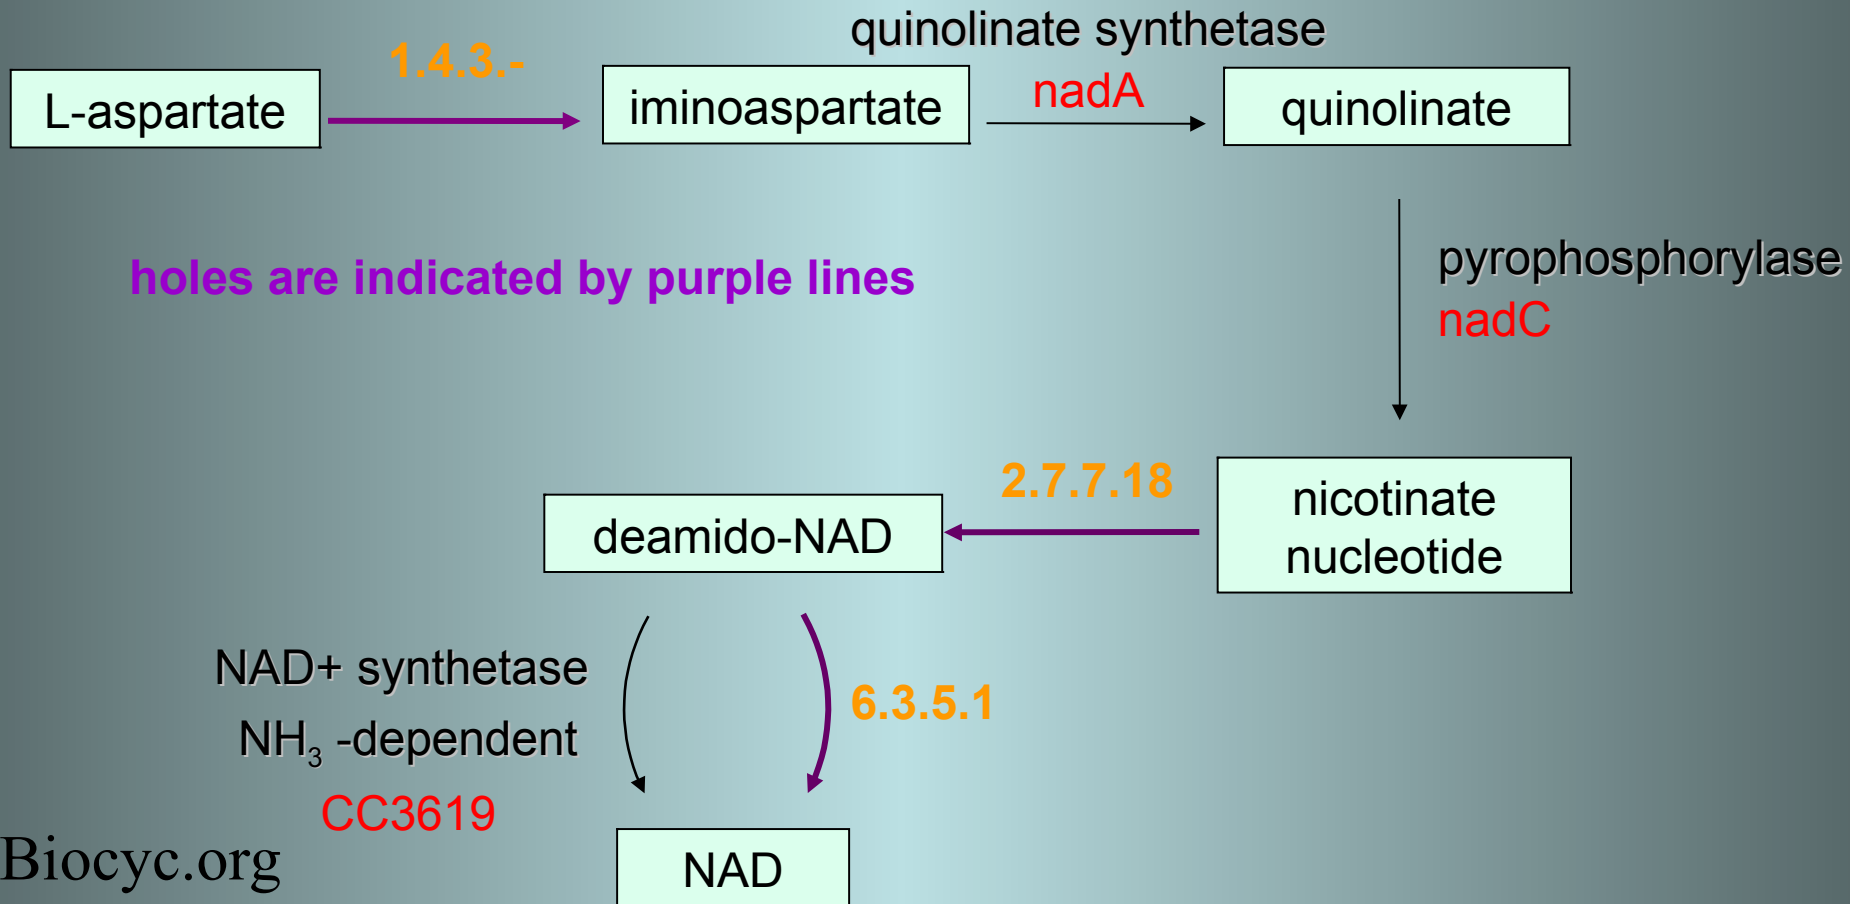 quinolinate synthetase
1.4.3.-
nadA
L-aspartate
iminoaspartate
quinolinate
holes are indicated by purple lines
pyrophosphorylase
nadC
2.7.7.18
nicotinate
nucleotide
deamido-NAD
NAD+ synthetase
NH₃ -dependent
CC3619
6.3.5.1
NAD
Biocyc.org